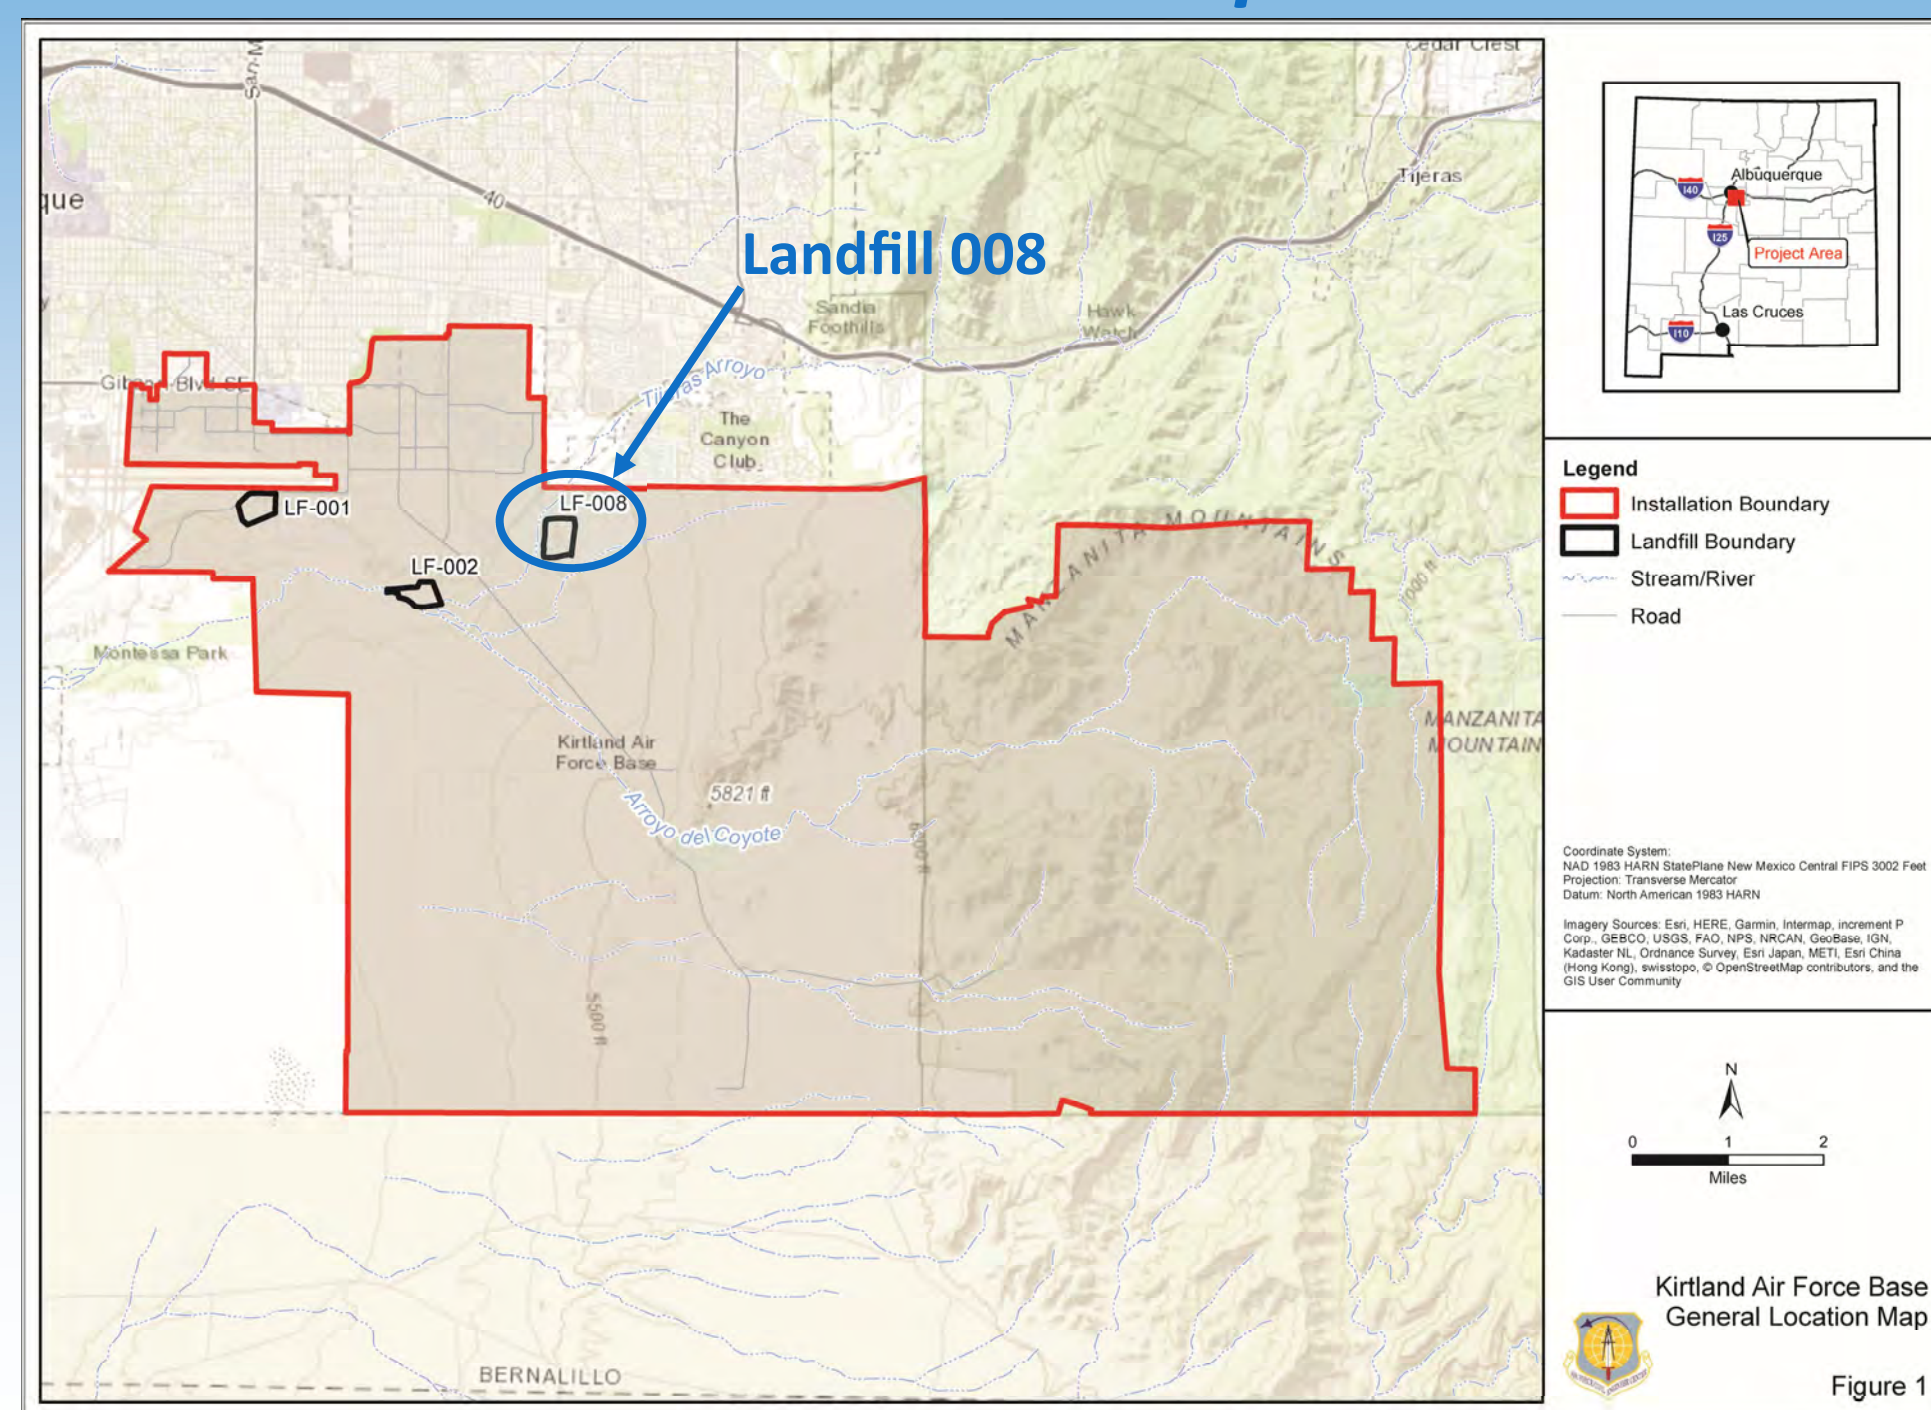 Cedar Crest
San M
40
que
Tijeras
Landfill 008
Sandia
Foothills
Hawk
Watch
Tijeras Arroyo
Gibson Blvd SE
The
Canyon
Club
LF-001
LF-008
LF-002
MANZANITA MOUNTAINS
7000 ft
Montessa Park
MANZANITA
MOUNTAIN
Kirtland Air
Force Base
5821 ft
Arroyo del Coyote
6000 ft
5500 ft
BERNALILLO
Albuquerque
I40
I25
Project Area
Las Cruces
I10
Legend
Installation Boundary
Landfill Boundary
Stream/River
Road
Coordinate System:
NAD 1983 HARN StatePlane New Mexico Central FIPS 3002 Feet
Projection: Transverse Mercator
Datum: North American 1983 HARN
Imagery Sources: Esri, HERE, Garmin, Intermap, increment P
Corp., GEBCO, USGS, FAO, NPS, NRCAN, GeoBase, IGN,
Kadaster NL, Ordnance Survey, Esri Japan, METI, Esri China
(Hong Kong), swisstopo, © OpenStreetMap contributors, and the
GIS User Community
N
0 1 2
Miles
Kirtland Air Force Base
General Location Map
Figure 1